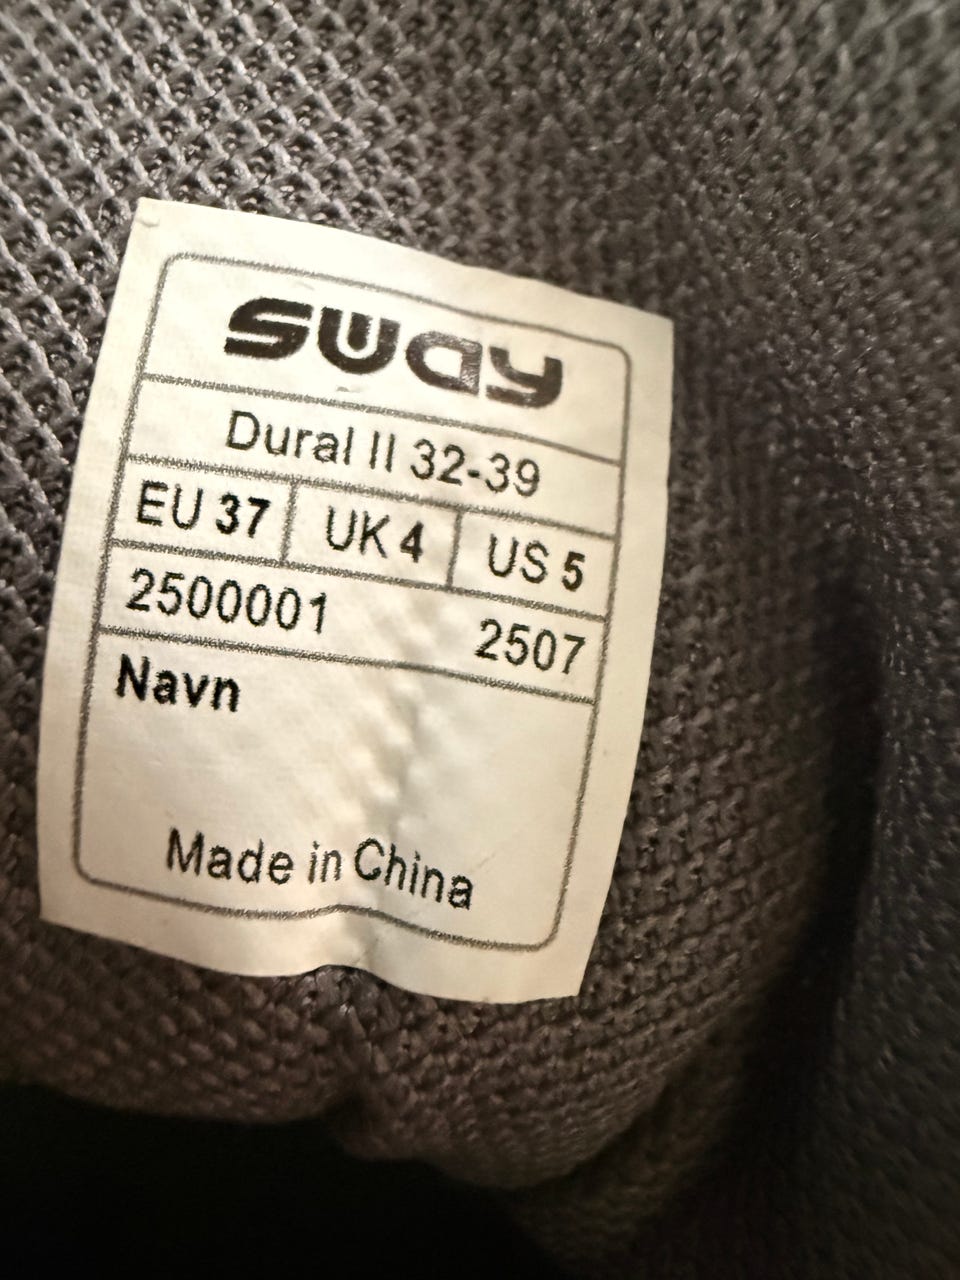 sway
Dural II 32-39
EU 37 UK 4 US 5
2500001 2507
Navn
Made in China